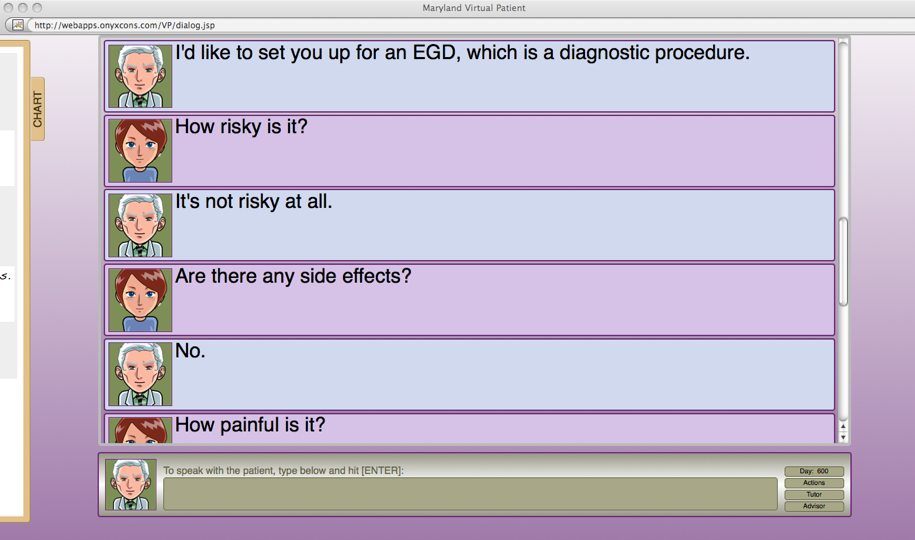 Maryland Virtual Patient
http://webapps.onyxcons.com/VP/dialog.jsp
CHART
I'd like to set you up for an EGD, which is a diagnostic procedure.
How risky is it?
It's not risky at all.
s.
Are there any side effects?
No.
How painful is it?
To speak with the patient, type below and hit [ENTER]:
Day: 600
Actions
Tutor
Advisor